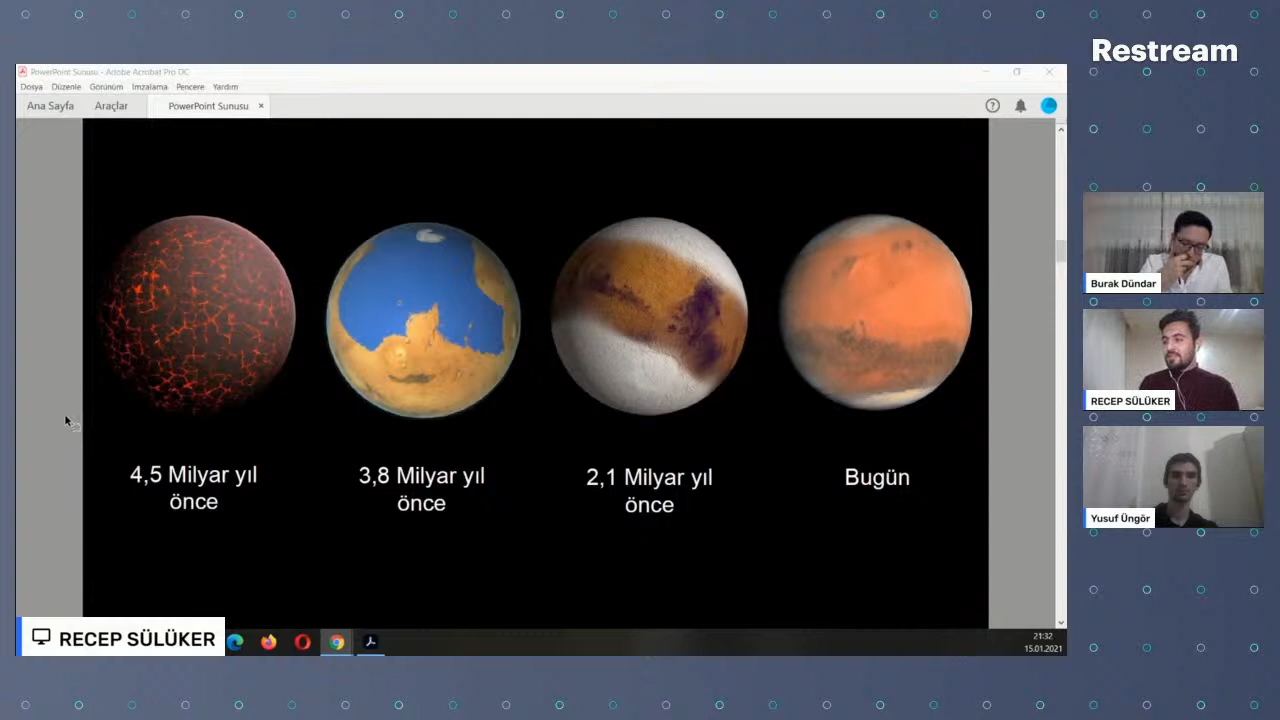 Restream
PowerPoint Sunusu - Adobe Acrobat Pro DC
Dosya Düzenle Görünüm İmzalama Pencere Yardım
Ana Sayfa Araçlar PowerPoint Sunusu
4,5 Milyar yıl
önce
3,8 Milyar yıl
önce
2,1 Milyar yıl
önce
Bugün
Burak Dündar
RECEP SÜLÜKER
Yusuf Üngör
RECEP SÜLÜKER
21:32
15.01.2021